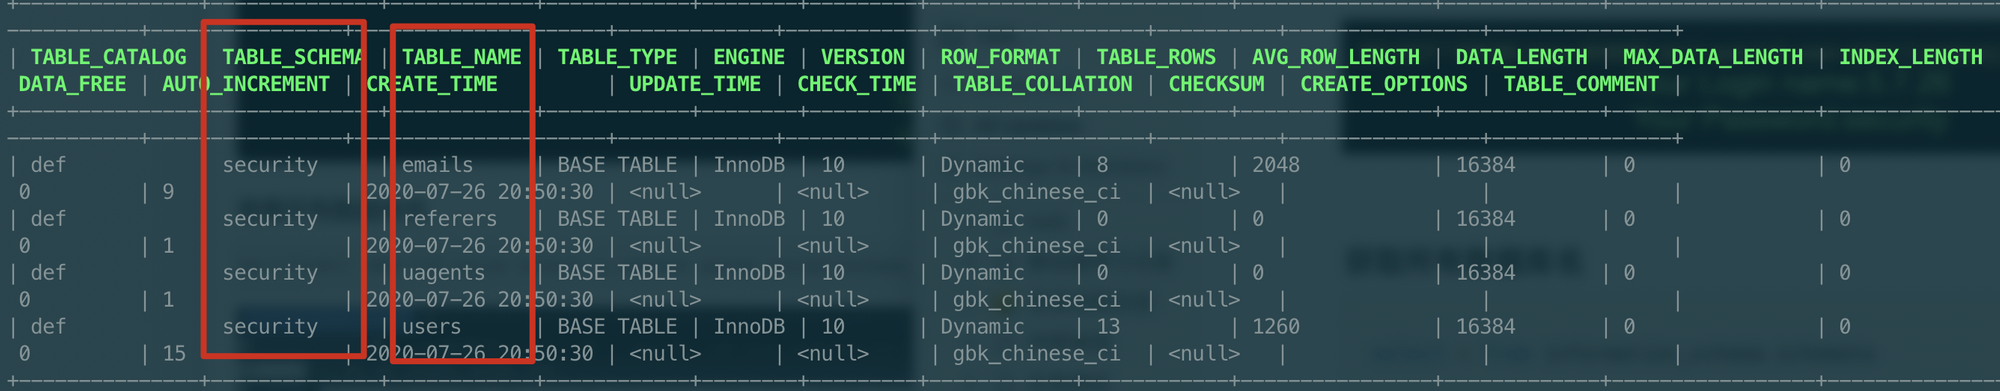 | TABLE_CATALOG | TABLE_SCHEMA | TABLE_NAME | TABLE_TYPE | ENGINE | VERSION | ROW_FORMAT | TABLE_ROWS | AVG_ROW_LENGTH | DATA_LENGTH | MAX_DATA_LENGTH | INDEX_LENGTH
DATA_FREE | AUTO_INCREMENT | CREATE_TIME | UPDATE_TIME | CHECK_TIME | TABLE_COLLATION | CHECKSUM | CREATE_OPTIONS | TABLE_COMMENT |
| def | security | emails | BASE TABLE | InnoDB | 10 | Dynamic | 8 | 2048 | 16384 | 0 | 0
0 | 9 | 2020-07-26 20:50:30 | <null> | <null> | gbk_chinese_ci | <null> | | |
| def | security | referers | BASE TABLE | InnoDB | 10 | Dynamic | 0 | 0 | 16384 | 0 | 0
0 | 1 | 2020-07-26 20:50:30 | <null> | <null> | gbk_chinese_ci | <null> | | |
| def | security | uagents | BASE TABLE | InnoDB | 10 | Dynamic | 0 | 0 | 16384 | 0 | 0
0 | 1 | 2020-07-26 20:50:30 | <null> | <null> | gbk_chinese_ci | <null> | | |
| def | security | users | BASE TABLE | InnoDB | 10 | Dynamic | 13 | 1260 | 16384 | 0 | 0
0 | 15 | 2020-07-26 20:50:30 | <null> | <null> | gbk_chinese_ci | <null> | | |